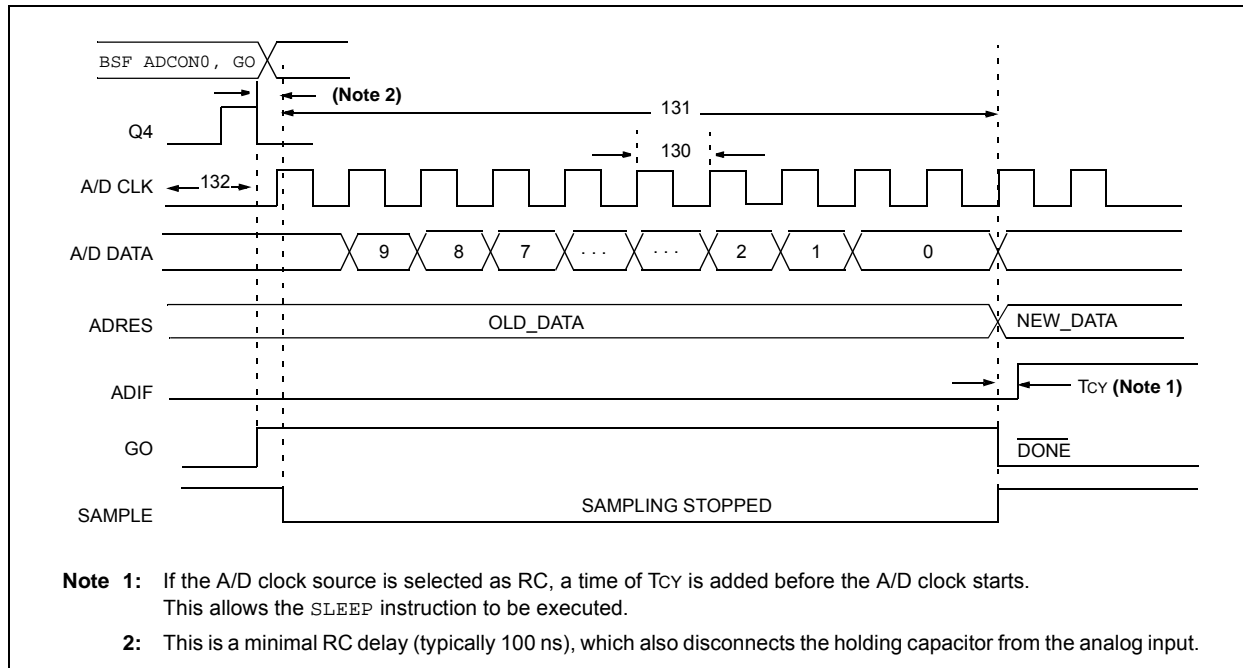 BSF ADCON0, GO
(Note 2)
131
Q4
130
A/D CLK
132
A/D DATA
9 8 7 . . . . . . 2 1 0
ADRES
OLD_DATA
NEW_DATA
ADIF
TCY (Note 1)
GO
DONE
SAMPLE
SAMPLING STOPPED
Note 1: If the A/D clock source is selected as RC, a time of TCY is added before the A/D clock starts.
This allows the SLEEP instruction to be executed.
2: This is a minimal RC delay (typically 100 ns), which also disconnects the holding capacitor from the analog input.